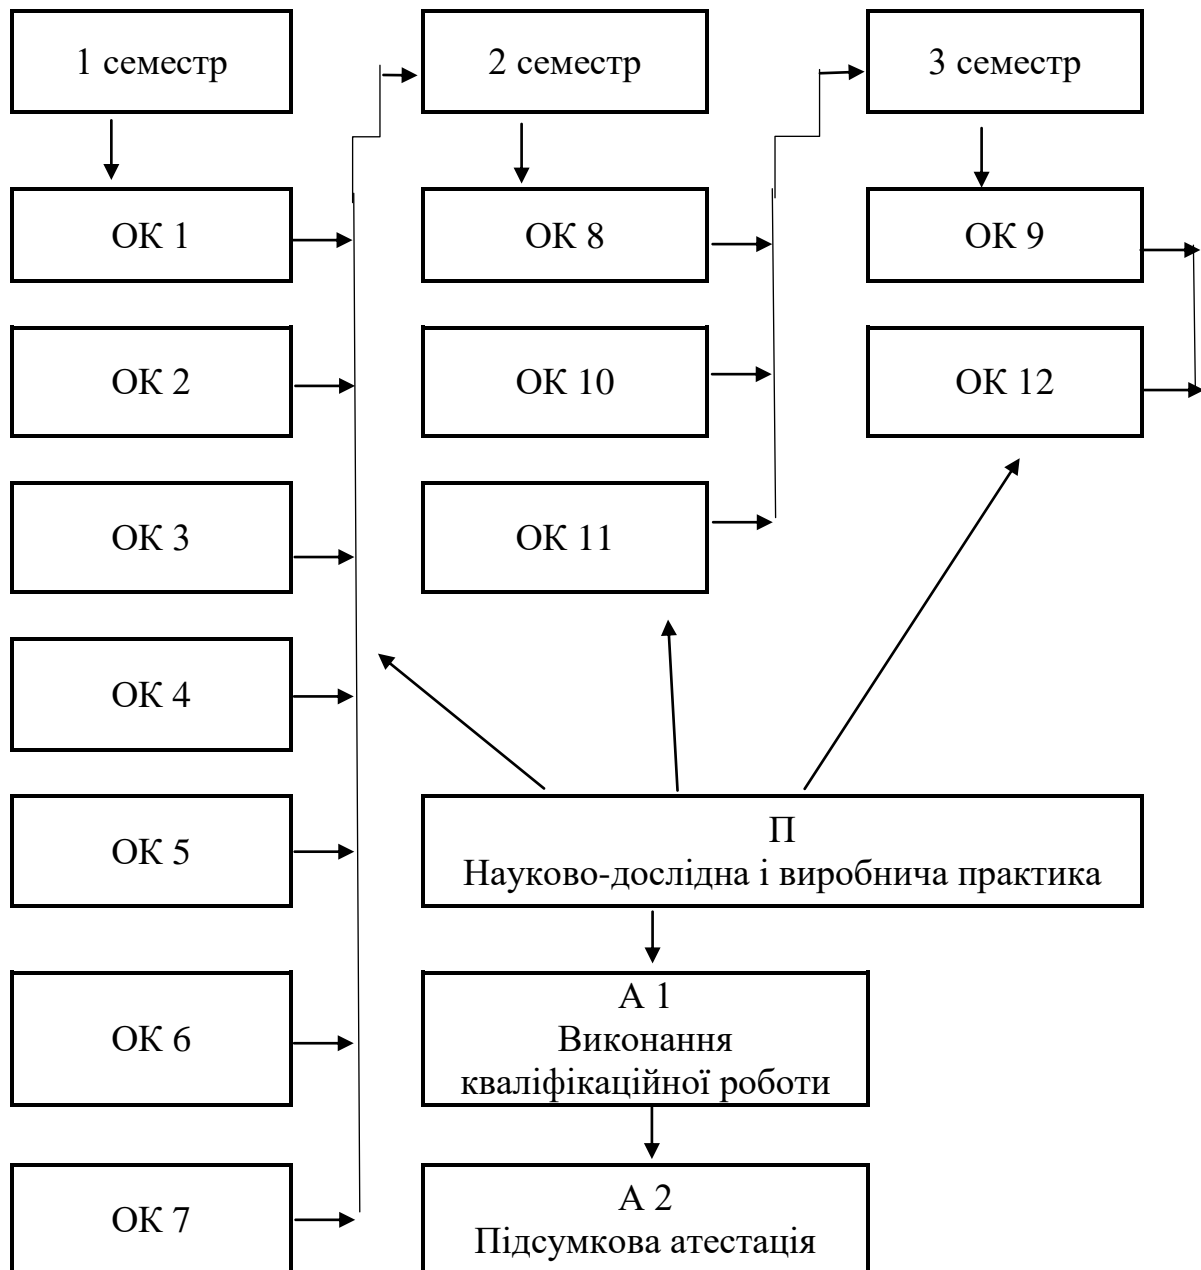 1 семестр
2 семестр
3 семестр
ОК 1
ОК 8
ОК 9
ОК 2
ОК 10
ОК 12
ОК 3
ОК 11
ОК 4
ОК 5
П
Науково-дослідна і виробнича практика
ОК 6
А 1
Виконання
кваліфікаційної роботи
ОК 7
А 2
Підсумкова атестація